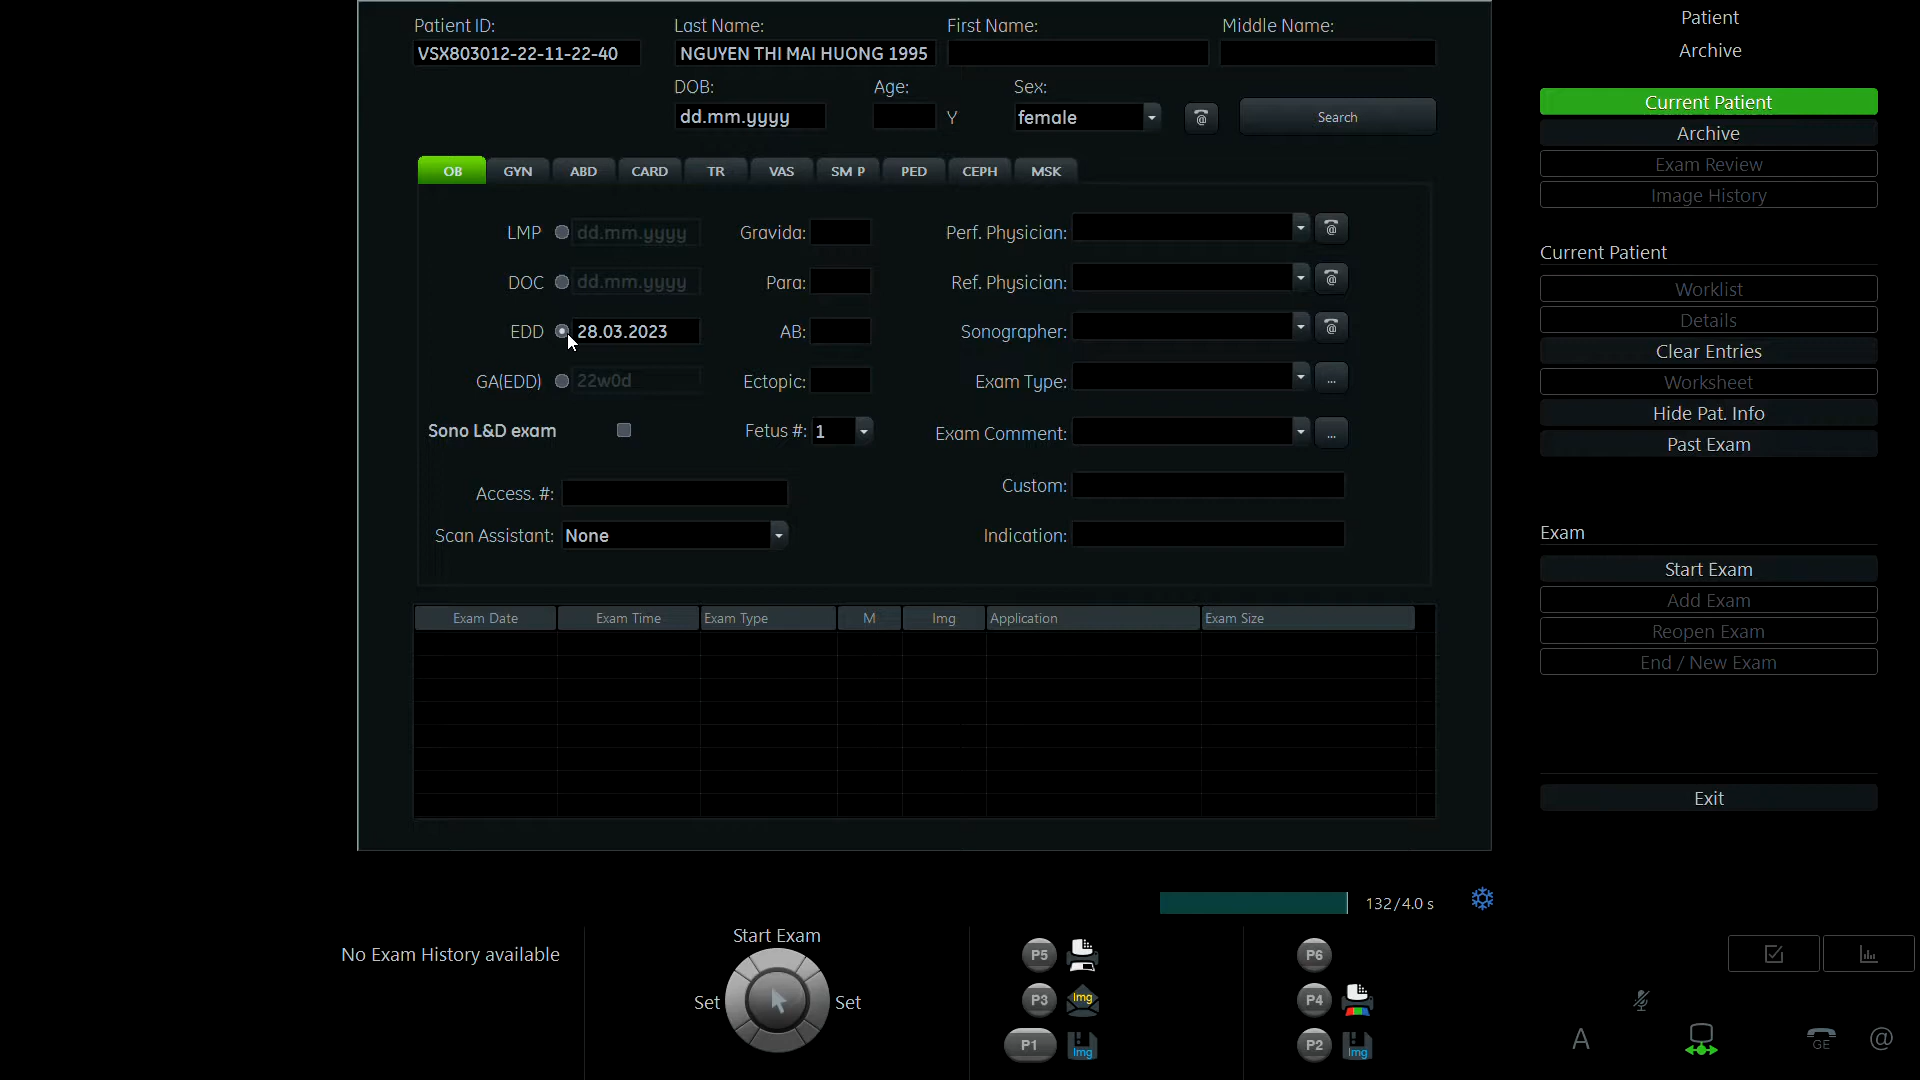 Patient ID: Last Name: First Name: Middle Name:
VSX803012-22-11-22-40 NGUYEN THI MAI HUONG 1995
DOB: Age: Sex:
dd.mm.yyyy Y female @ Search
OB GYN ABD CARD TR VAS SM P PED CEPH MSK
LMP dd.mm.yyyy Gravida: Perf. Physician: @
DOC dd.mm.yyyy Para: Ref. Physician: @
EDD 28.03.2023 AB: Sonographer: @
GA(EDD) 22w0d Ectopic: Exam Type: ...
Sono L&D exam Fetus #: 1 Exam Comment: ...
Access. #: Custom:
Scan Assistant: None Indication:
Exam Date Exam Time Exam Type M Img Application Exam Size
Patient
Archive
Current Patient
Archive
Exam Review
Image History
Current Patient
Worklist
Details
Clear Entries
Worksheet
Hide Pat. Info
Past Exam
Exam
Start Exam
Add Exam
Reopen Exam
End / New Exam
Exit
132/4.0 s
No Exam History available
Start Exam
Set Set
P5 P6
P3 Img P4
P1 Img P2 Img
A GE @